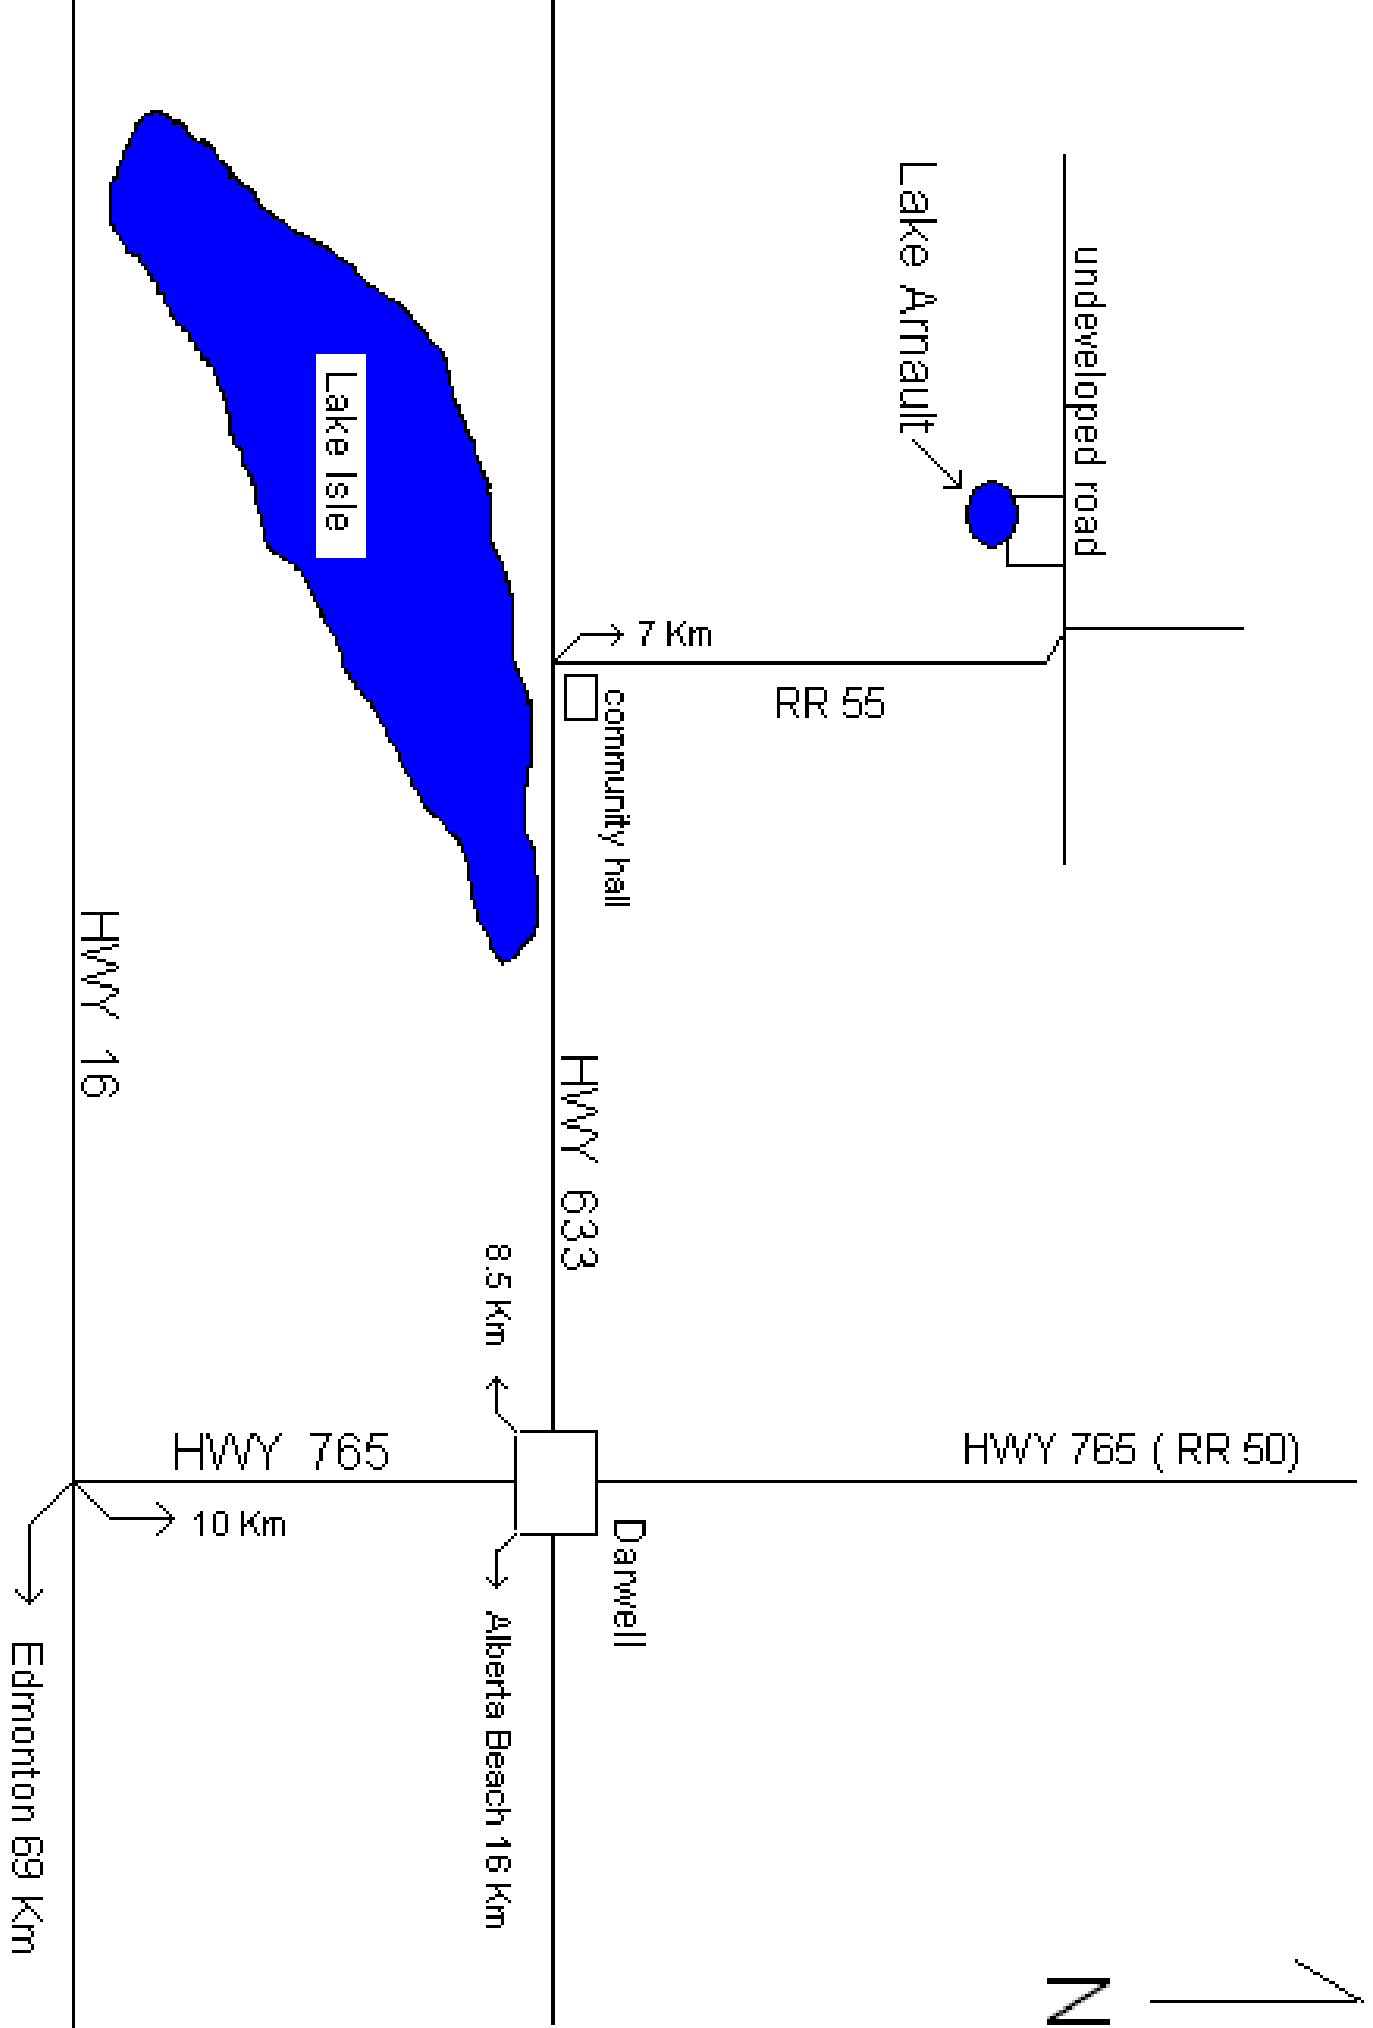 undeveloped road
Lake Arnault
Lake Isle
7 Km
RR 55
community hall
HWY 16
HWY 633
8.5 Km
HWY 765
HWY 765 ( RR 50)
10 Km
Darwell
Alberta Beach 16 Km
Edmonton 69 Km
N